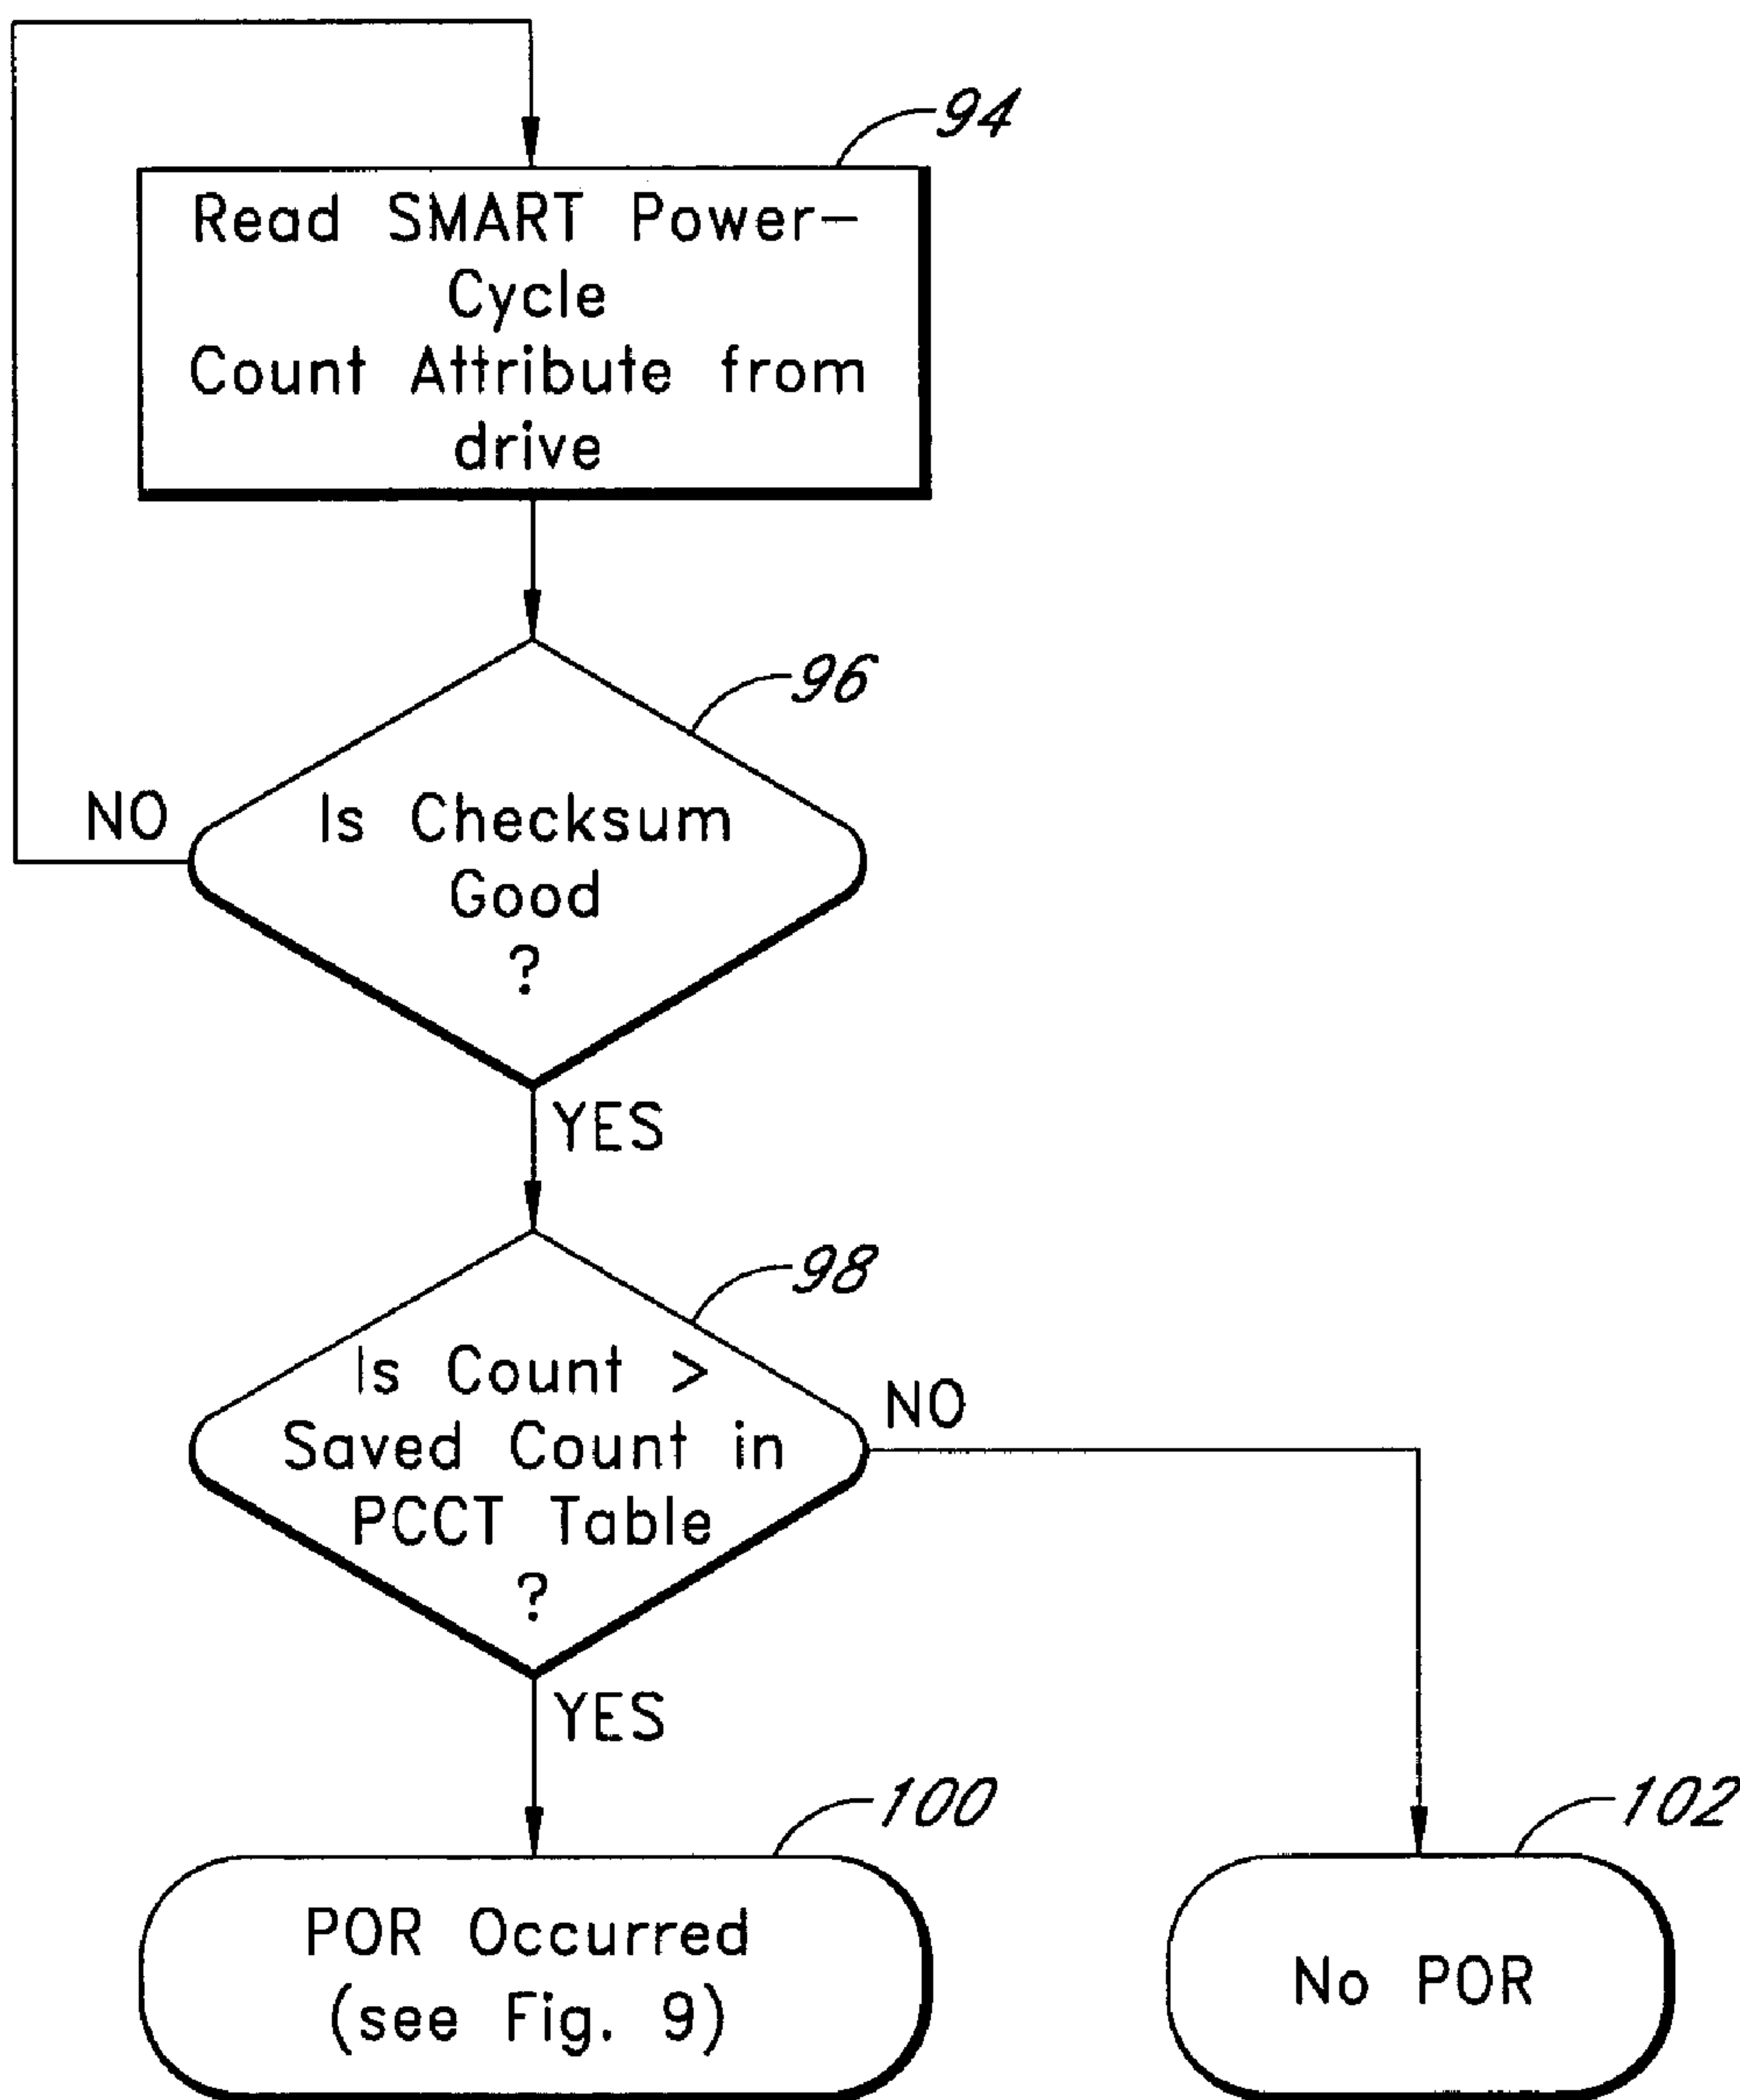 94
Read SMART Power-
Cycle
Count Attribute from
drive
96
NO
Is Checksum
Good
?
YES
98
Is Count >
Saved Count in
PCCT Table
?
NO
YES
100
POR Occurred
(see Fig. 9)
102
No POR